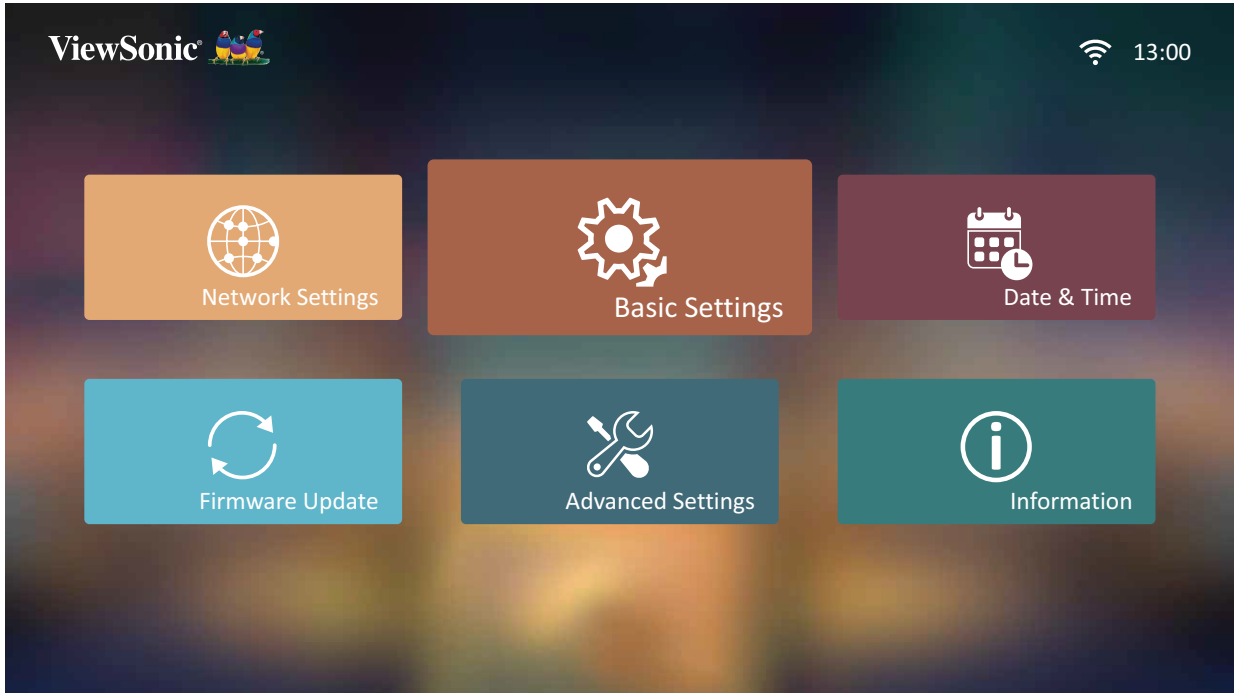 ViewSonic®
13:00
Network Settings
Basic Settings
Date & Time
Firmware Update
Advanced Settings
Information